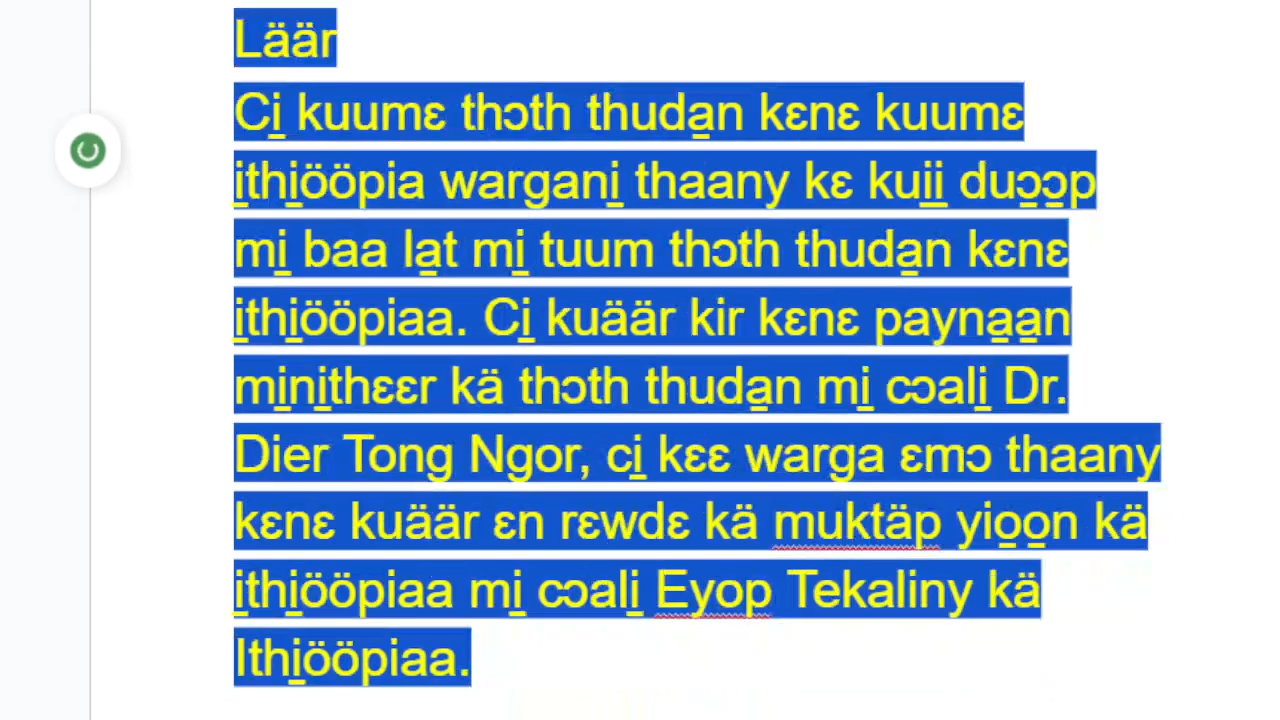 Läär
Ci̱ kuumɛ thɔth thuda̱n kɛnɛ kuumɛ
i̱thi̱ööpia wargani̱ thaany kɛ kui̱i̱ duɔ̱ɔ̱p
mi̱ baa la̱t mi̱ tuum thɔth thuda̱n kɛnɛ
i̱thi̱ööpiaa. Ci̱ kuäär kir kɛnɛ payna̱a̱n
mi̱ni̱thɛɛr kä thɔth thuda̱n mi̱ cɔali̱ Dr.
Dier Tong Ngor, ci̱ kɛɛ warga ɛmɔ thaany
kɛnɛ kuäär ɛn rɛwdɛ kä muktäp yio̱o̱n kä
i̱thi̱ööpiaa mi̱ cɔali̱ Eyop Tekaliny kä
Ithi̱ööpiaa.